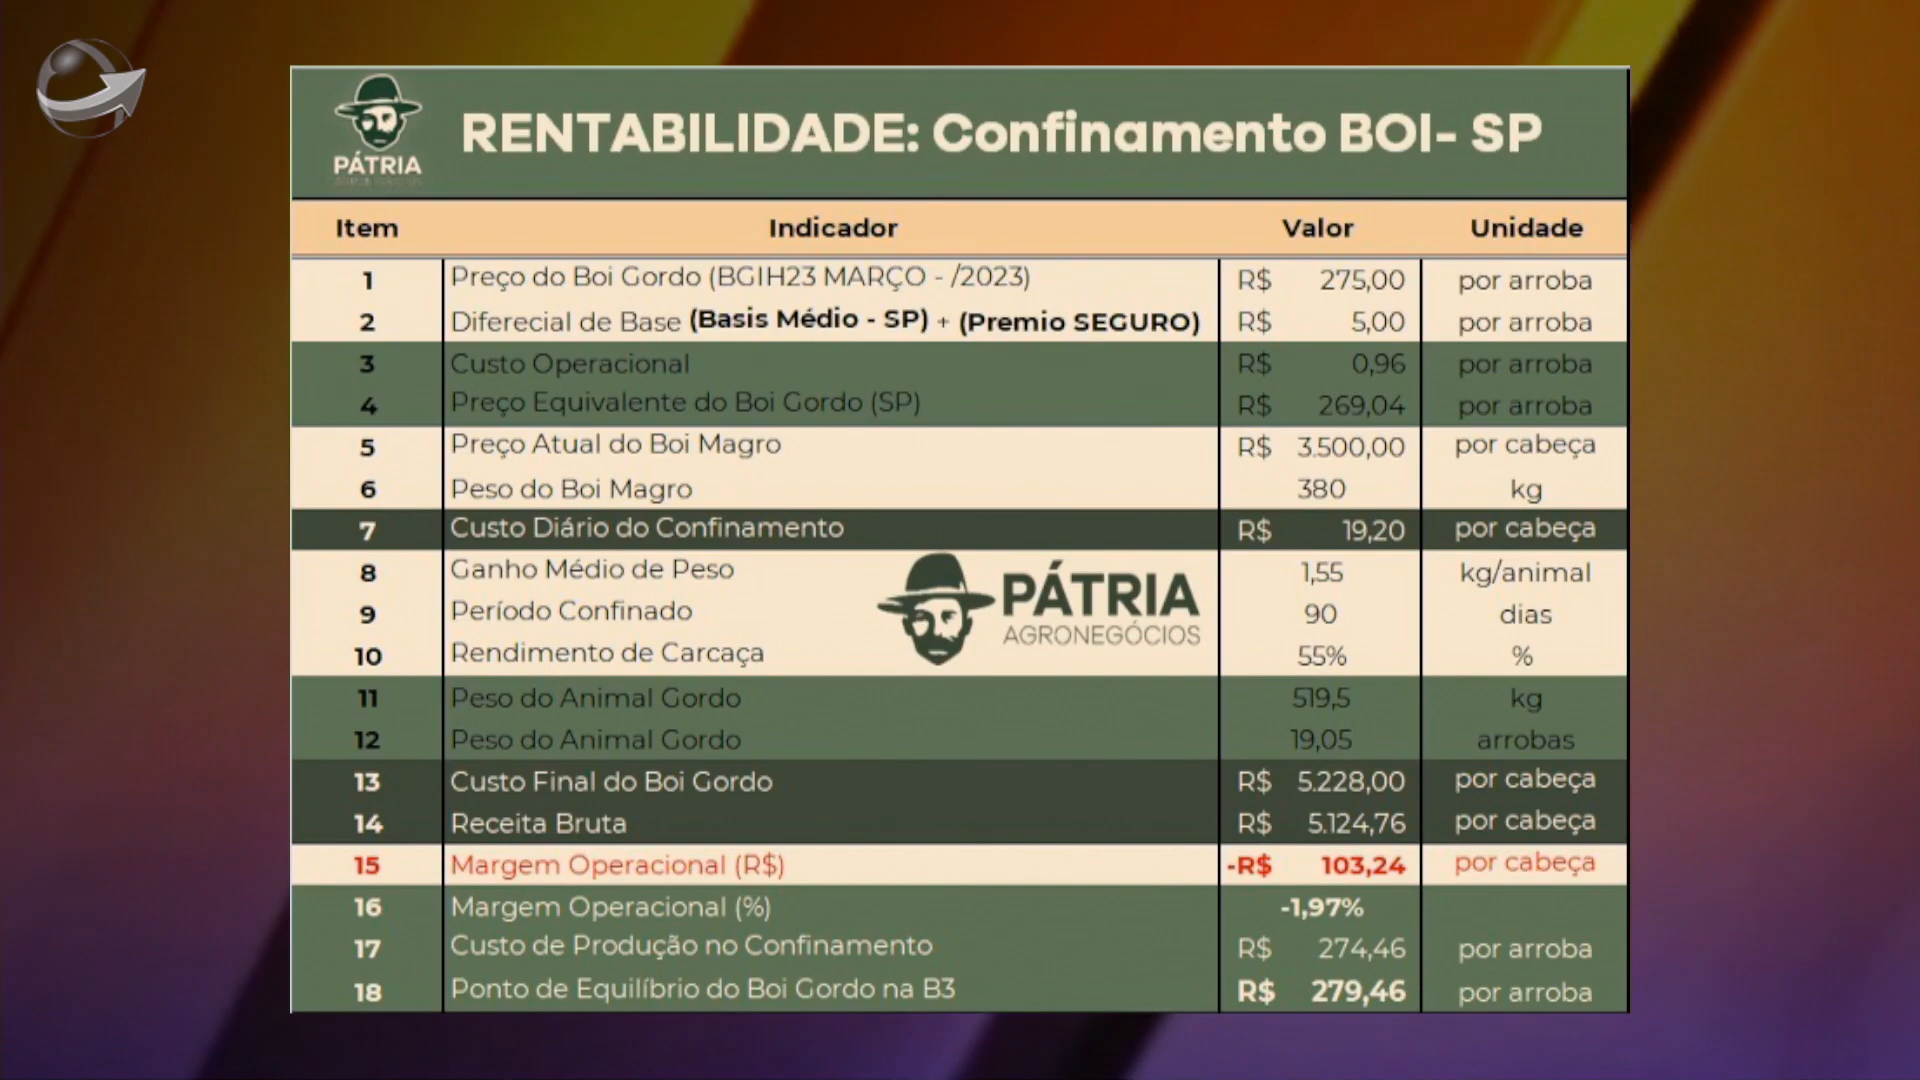 PÁTRIA
RENTABILIDADE: Confinamento BOI- SP
Item Indicador Valor Unidade
1 Preço do Boi Gordo (BGIH23 MARÇO - /2023) R$ 275,00 por arroba
2 Diferecial de Base (Basis Médio - SP) + (Premio SEGURO) R$ 5,00 por arroba
3 Custo Operacional R$ 0,96 por arroba
4 Preço Equivalente do Boi Gordo (SP) R$ 269,04 por arroba
5 Preço Atual do Boi Magro R$ 3.500,00 por cabeça
6 Peso do Boi Magro 380 kg
7 Custo Diário do Confinamento R$ 19,20 por cabeça
8 Ganho Médio de Peso 1,55 kg/animal
9 Período Confinado 90 dias
10 Rendimento de Carcaça 55% %
PÁTRIA
AGRONEGÓCIOS
11 Peso do Animal Gordo 519,5 kg
12 Peso do Animal Gordo 19,05 arrobas
13 Custo Final do Boi Gordo R$ 5.228,00 por cabeça
14 Receita Bruta R$ 5.124,76 por cabeça
15 Margem Operacional (R$) -R$ 103,24 por cabeça
16 Margem Operacional (%) -1,97%
17 Custo de Produção no Confinamento R$ 274,46 por arroba
18 Ponto de Equilíbrio do Boi Gordo na B3 R$ 279,46 por arroba